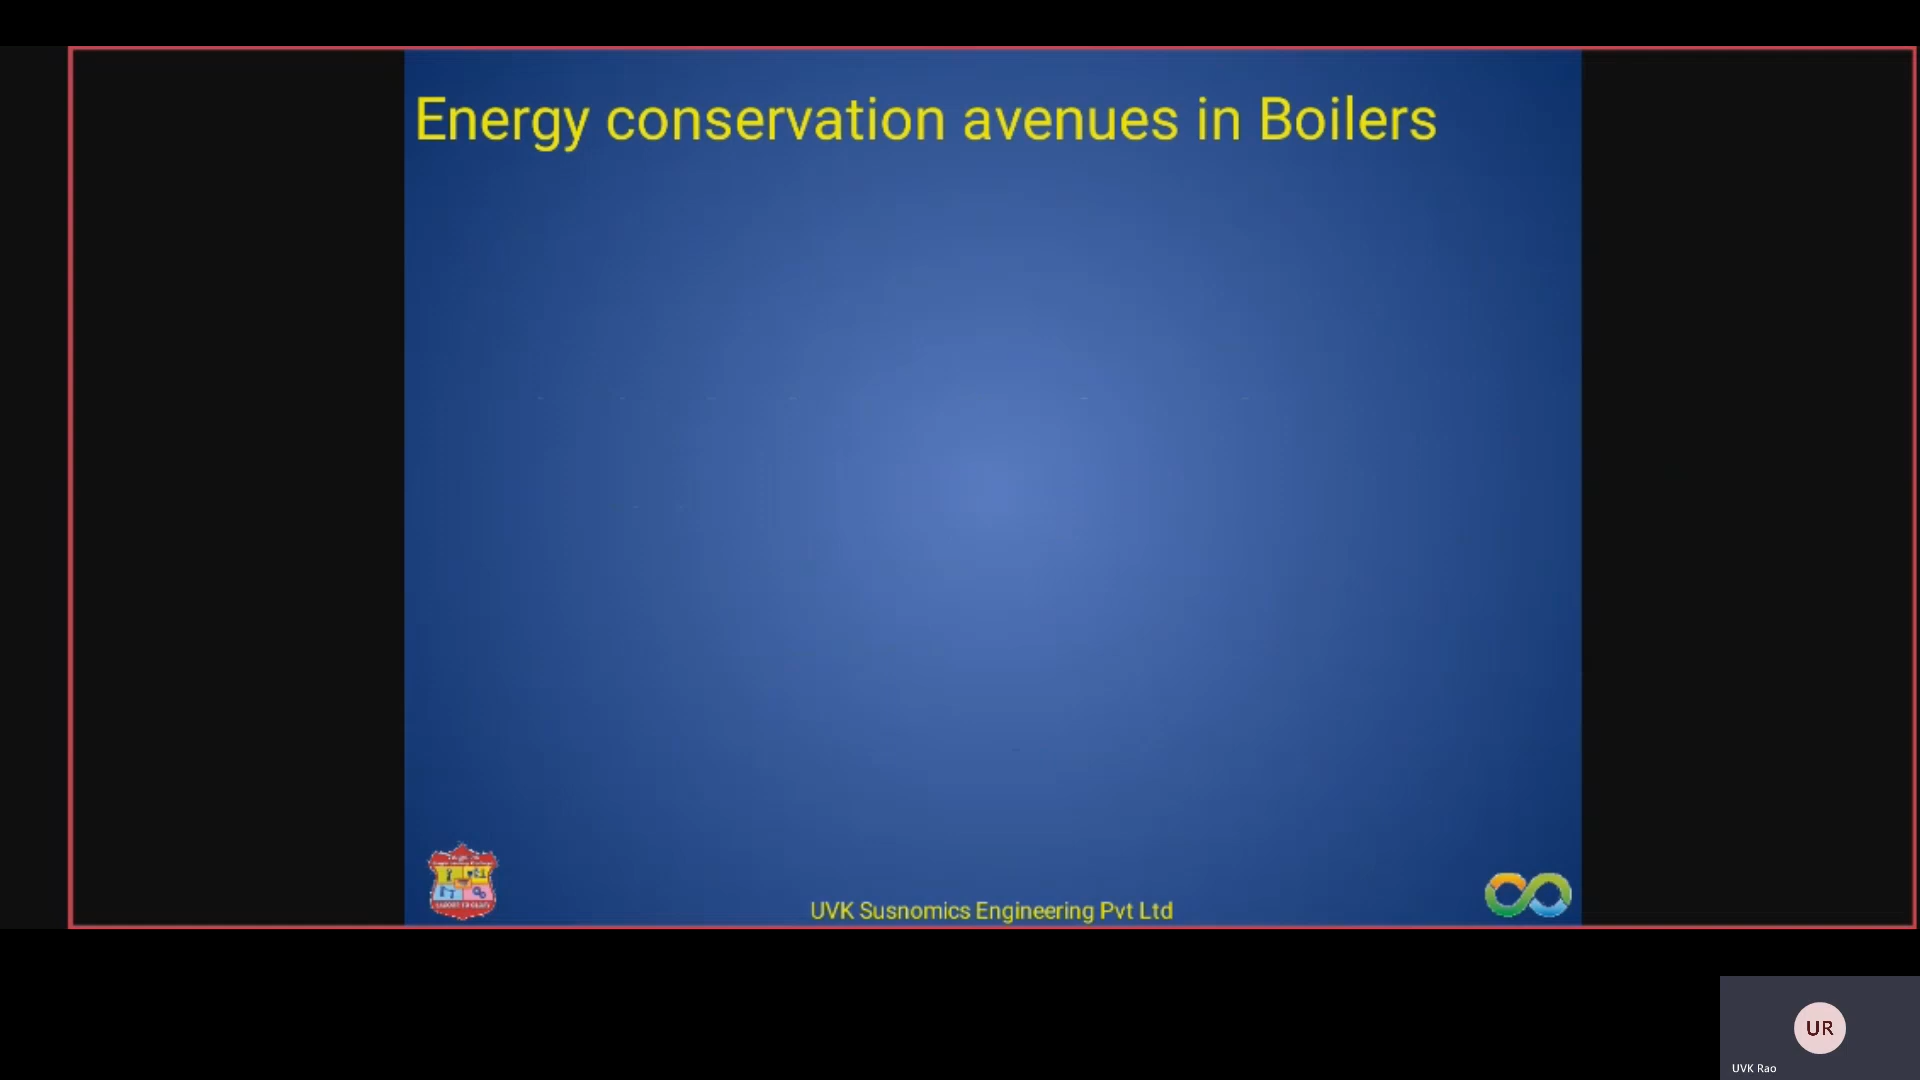 Energy conservation avenues in Boilers
UVK Susnomics Engineering Pvt Ltd
UR
UVK Rao